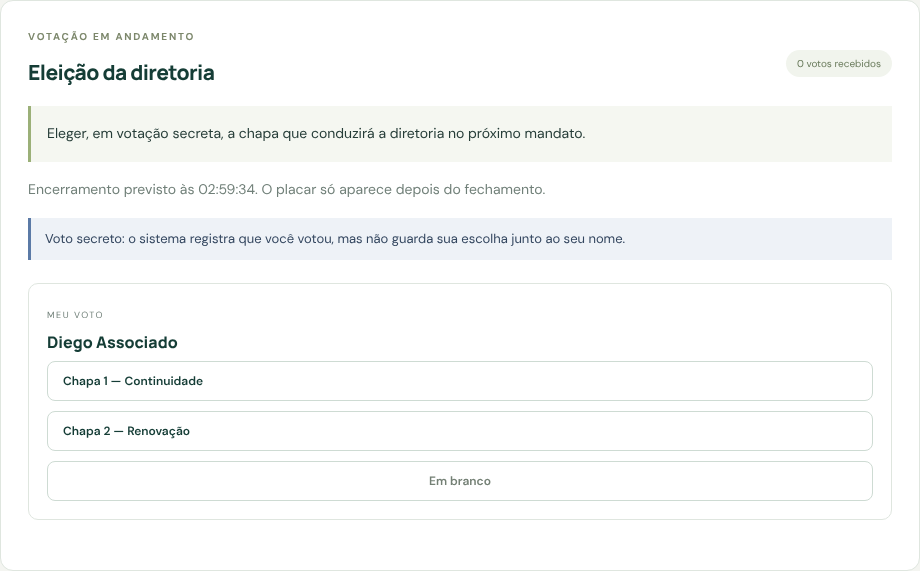 VOTAÇÃO EM ANDAMENTO
Eleição da diretoria
0 votos recebidos
Eleger, em votação secreta, a chapa que conduzirá a diretoria no próximo mandato.
Encerramento previsto às 02:59:34. O placar só aparece depois do fechamento.
Voto secreto: o sistema registra que você votou, mas não guarda sua escolha junto ao seu nome.
MEU VOTO
Diego Associado
Chapa 1 — Continuidade
Chapa 2 — Renovação
Em branco